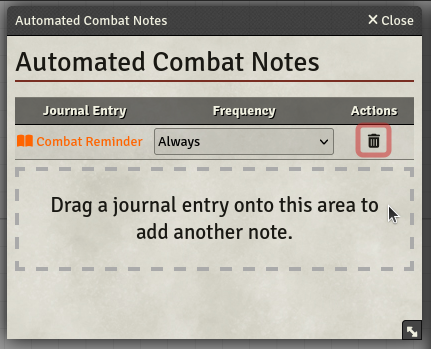 Automated Combat Notes
Close
Automated Combat Notes
Journal Entry Frequency Actions
Combat Reminder Always
Drag a journal entry onto this area to
add another note.